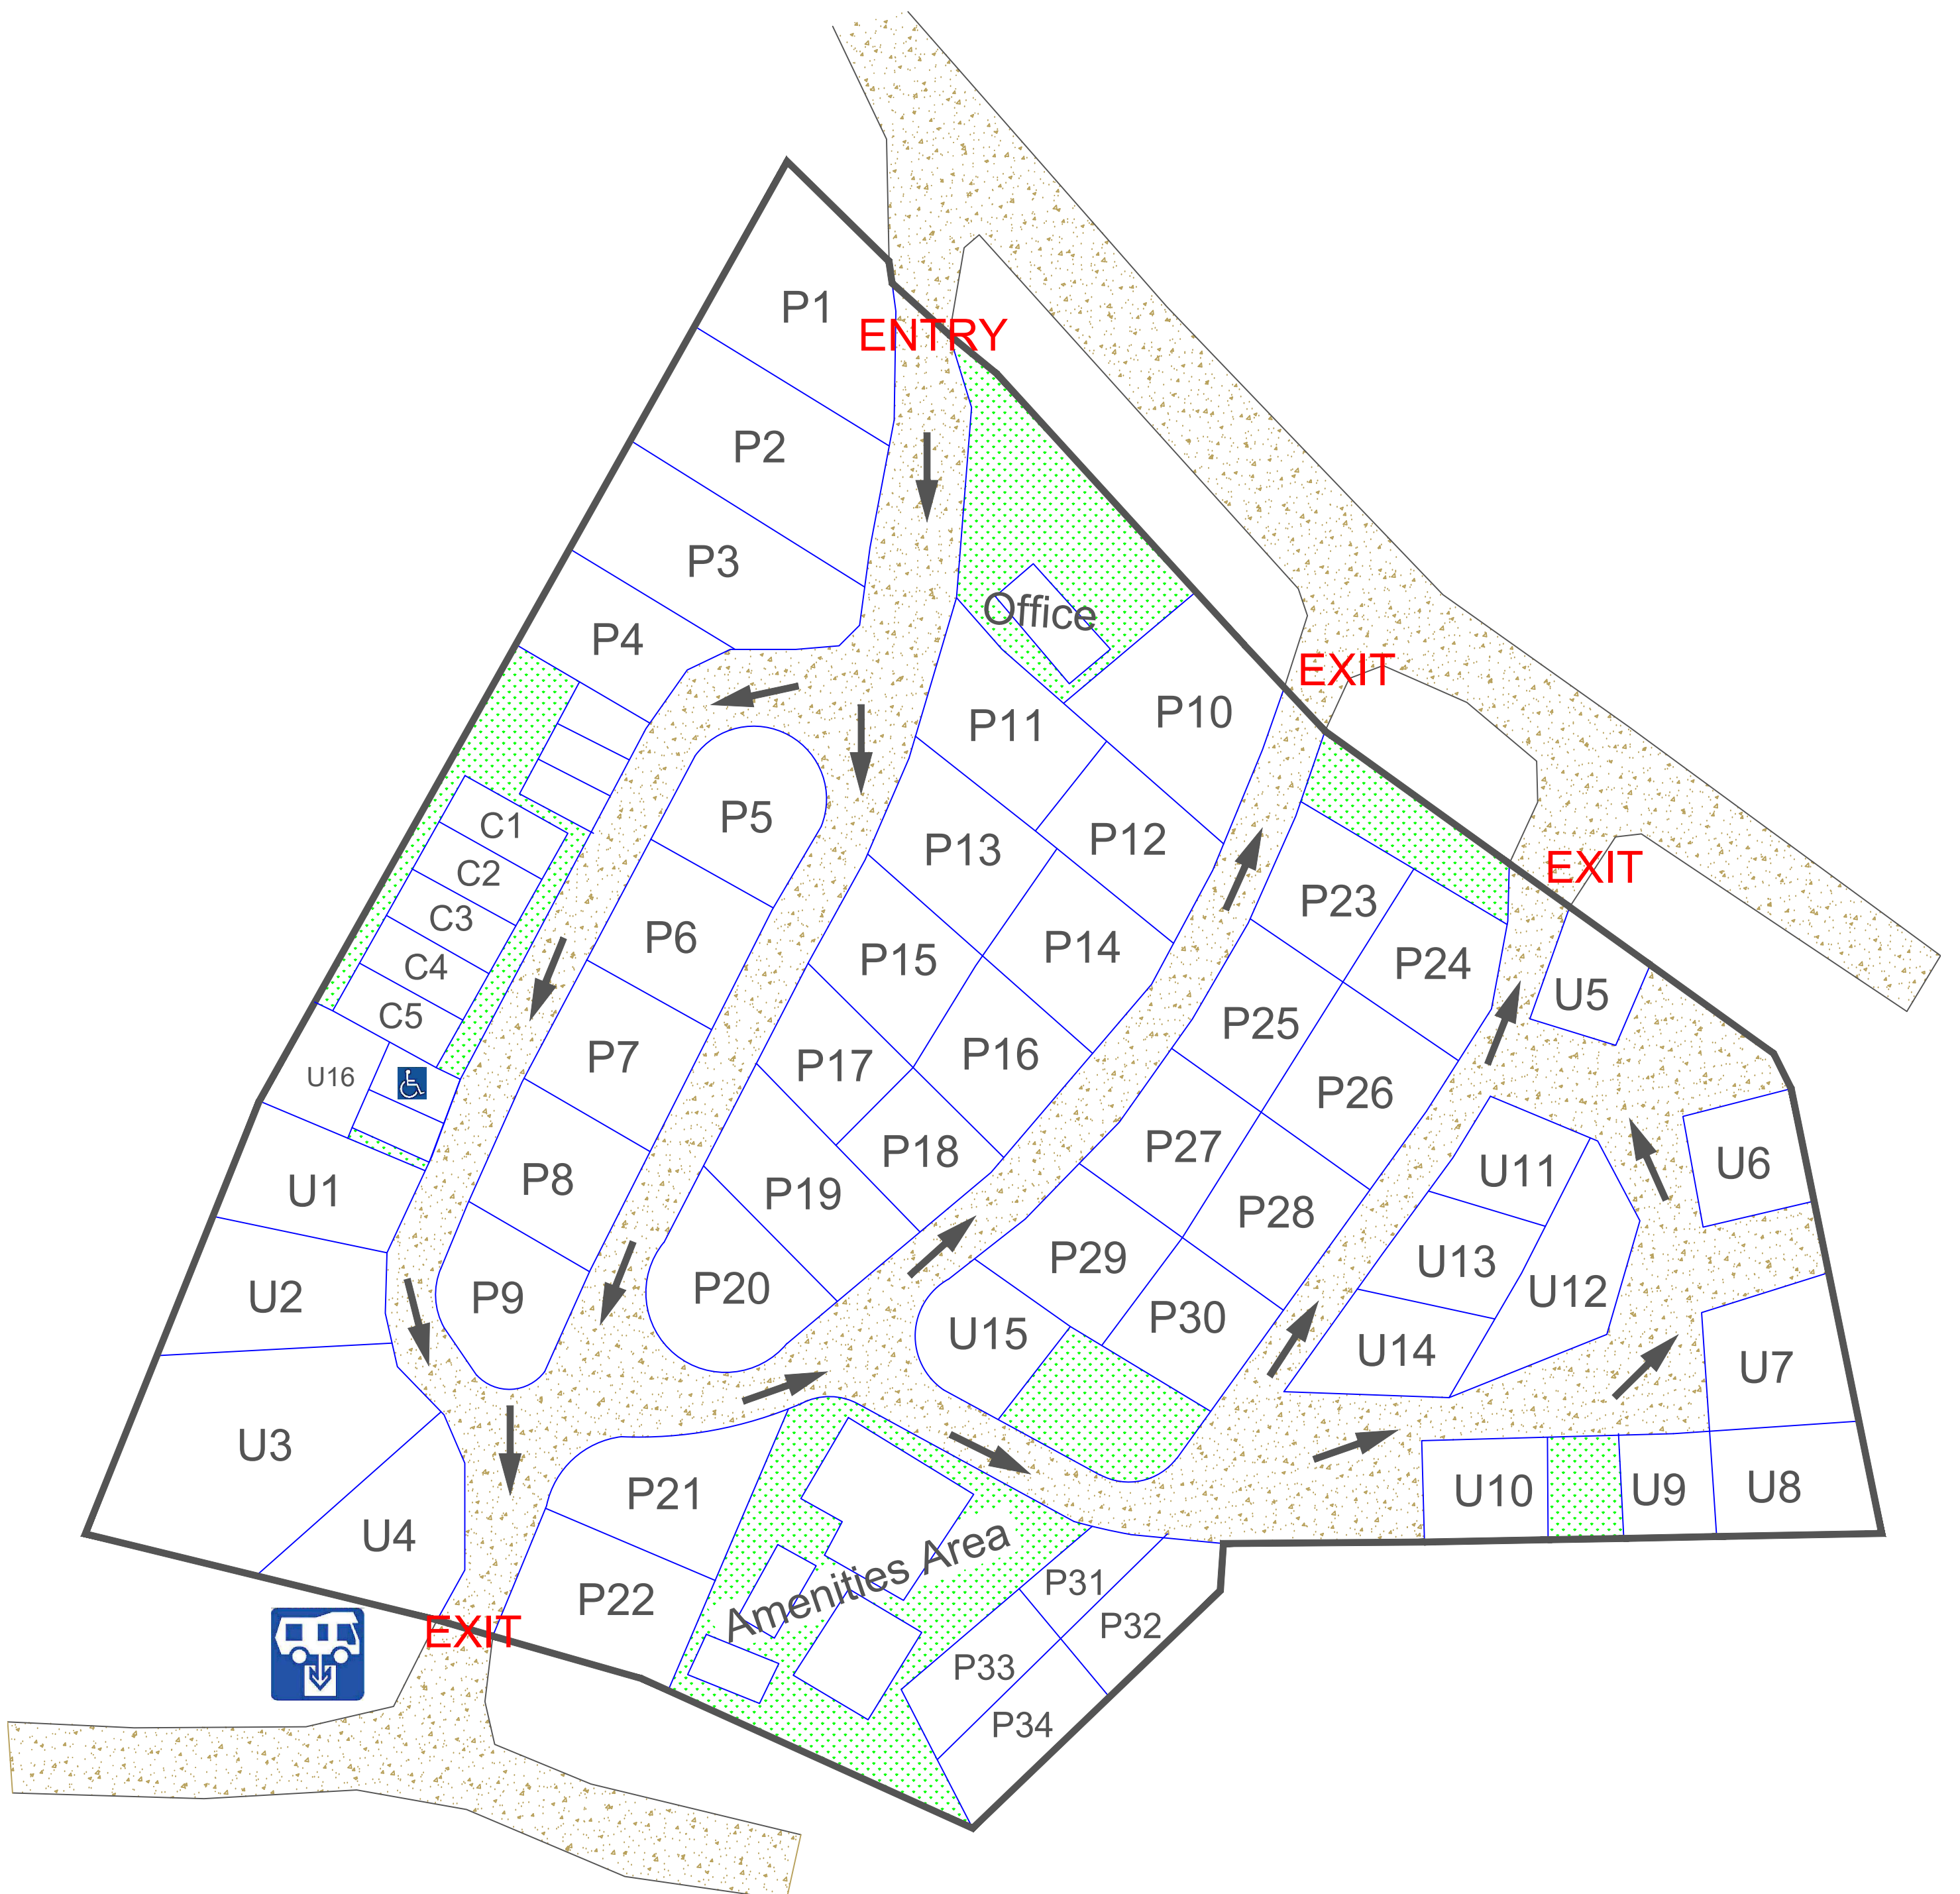 P1
ENTRY
P2
P3
Office
P4
EXIT
P11
P10
P5
C1
P13
P12
EXIT
C2
P23
C3
P6
P15
P14
P24
C4
U5
C5
P25
P7
P17
P16
U16
P26
P27
P18
U11
U6
P8
U1
P19
P28
P29
U13
P20
U12
U2
P9
P30
U15
U14
U7
U3
P21
U10
U9
U8
U4
Amenities Area
P31
P22
P32
EXIT
P33
P34